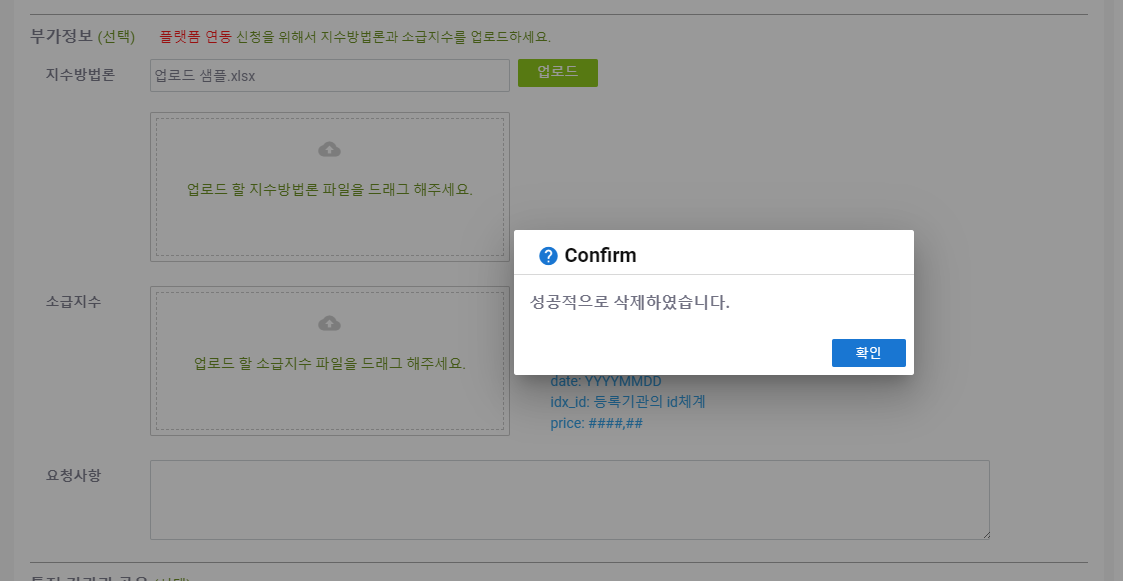 부가정보 (선택) 플랫폼 연동 신청을 위해서 지수방법론과 소급지수를 업로드하세요.
지수방법론 업로드 샘플.xlsx 업로드
업로드 할 지수방법론 파일을 드래그 해주세요.
Confirm
성공적으로 삭제하였습니다.
확인
소급지수
업로드 할 소급지수 파일을 드래그 해주세요.
date: YYYYMMDD
idx_id: 등록기관의 id체계
price: ####,##
요청사항